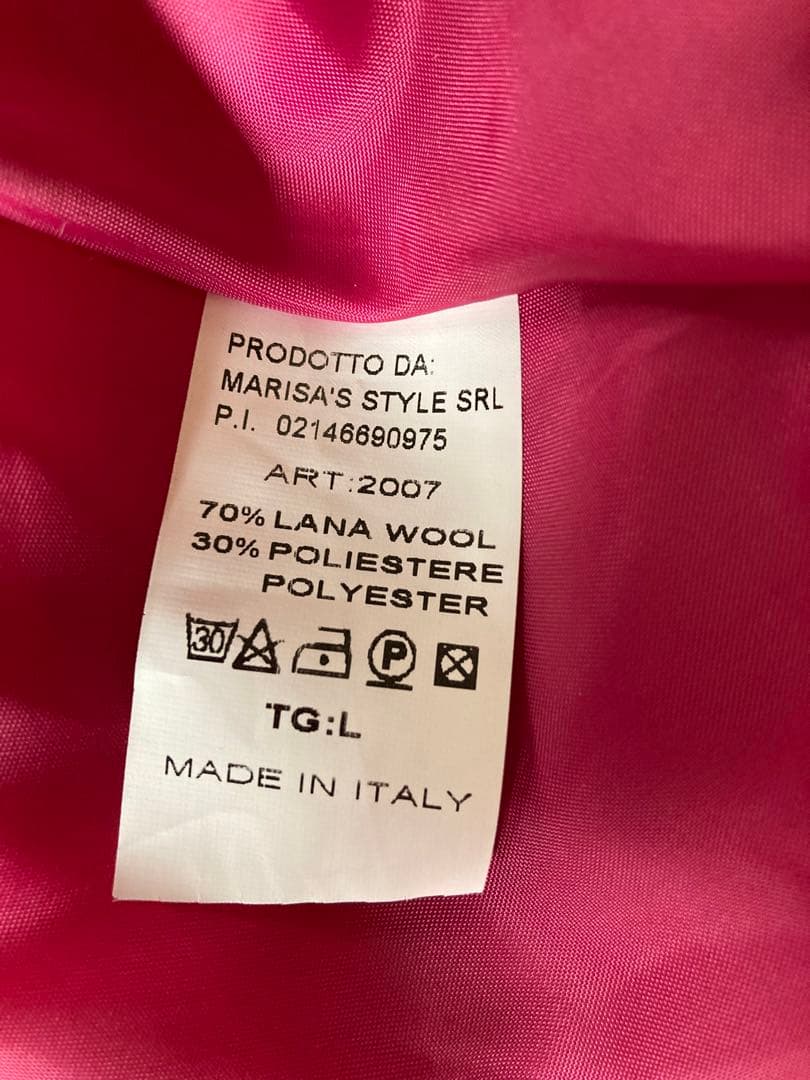 PRODOTTO DA:
MARISA'S STYLE SRL
P.I. 02146690975
ART:2007
70% LANA WOOL
30% POLIESTERE
POLYESTER
30 P
TG:L
MADE IN ITALY